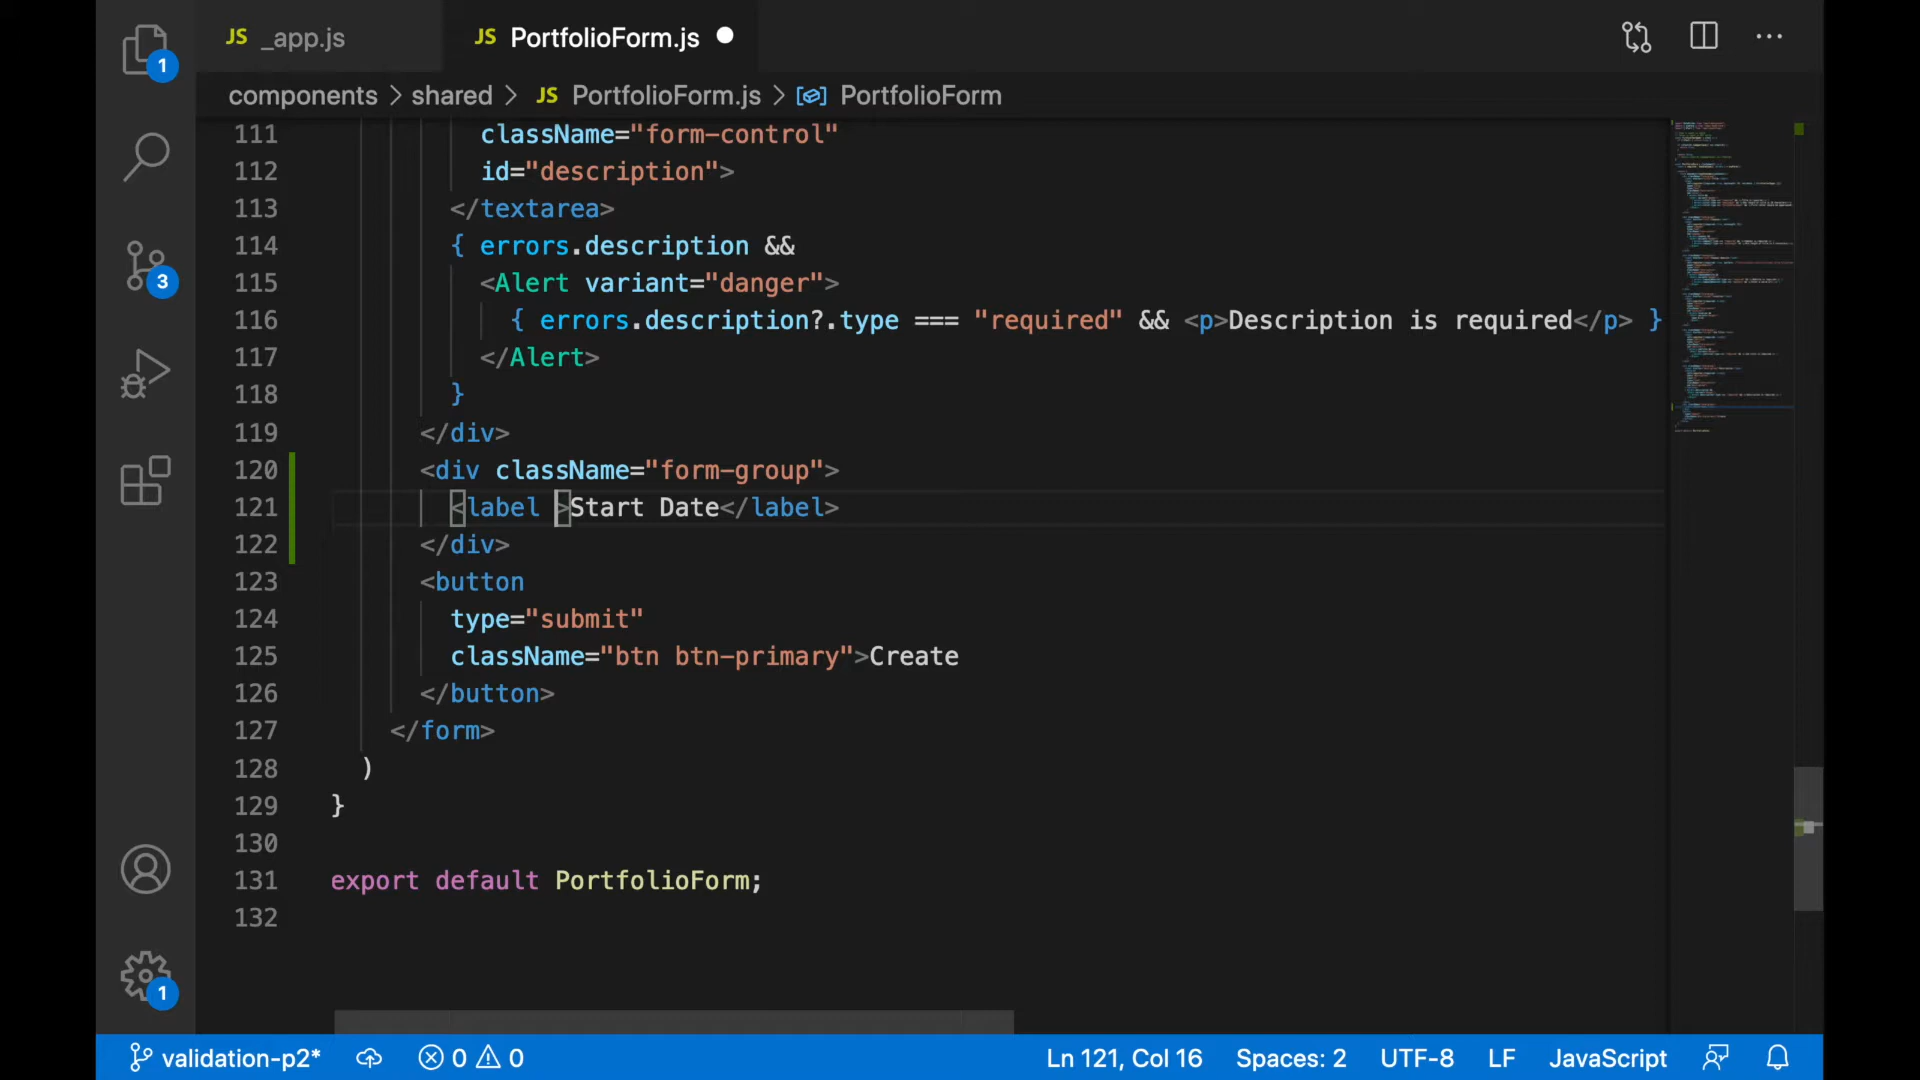 JS _app.js
JS PortfolioForm.js
1
components > shared > JS PortfolioForm.js > PortfolioForm
111 className="form-control"
112 id="description">
113 </textarea>
114 { errors.description &&
115 <Alert variant="danger">
116 { errors.description?.type === "required" && <p>Description is required</p> }
117 </Alert>
118 }
119 </div>
120 <div className="form-group">
121 <label >Start Date</label>
122 </div>
123 <button
124 type="submit"
125 className="btn btn-primary">Create
126 </button>
127 </form>
128 )
129 }
130
131 export default PortfolioForm;
132
3
1
validation-p2* 0 0 Ln 121, Col 16 Spaces: 2 UTF-8 LF JavaScript